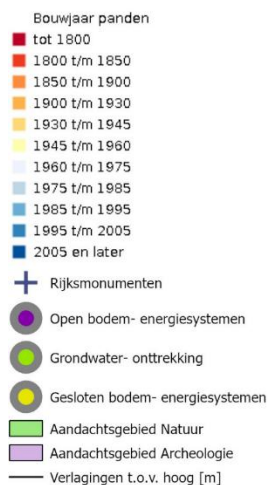 Bouwjaar panden
tot 1800
1800 t/m 1850
1850 t/m 1900
1900 t/m 1930
1930 t/m 1945
1945 t/m 1960
1960 t/m 1975
1975 t/m 1985
1985 t/m 1995
1995 t/m 2005
2005 en later
Rijksmonumenten
Open bodem- energiesystemen
Grondwater- onttrekking
Gesloten bodem- energiesystemen
Aandachtsgebied Natuur
Aandachtsgebied Archeologie
Verlagingen t.o.v. hoog [m]